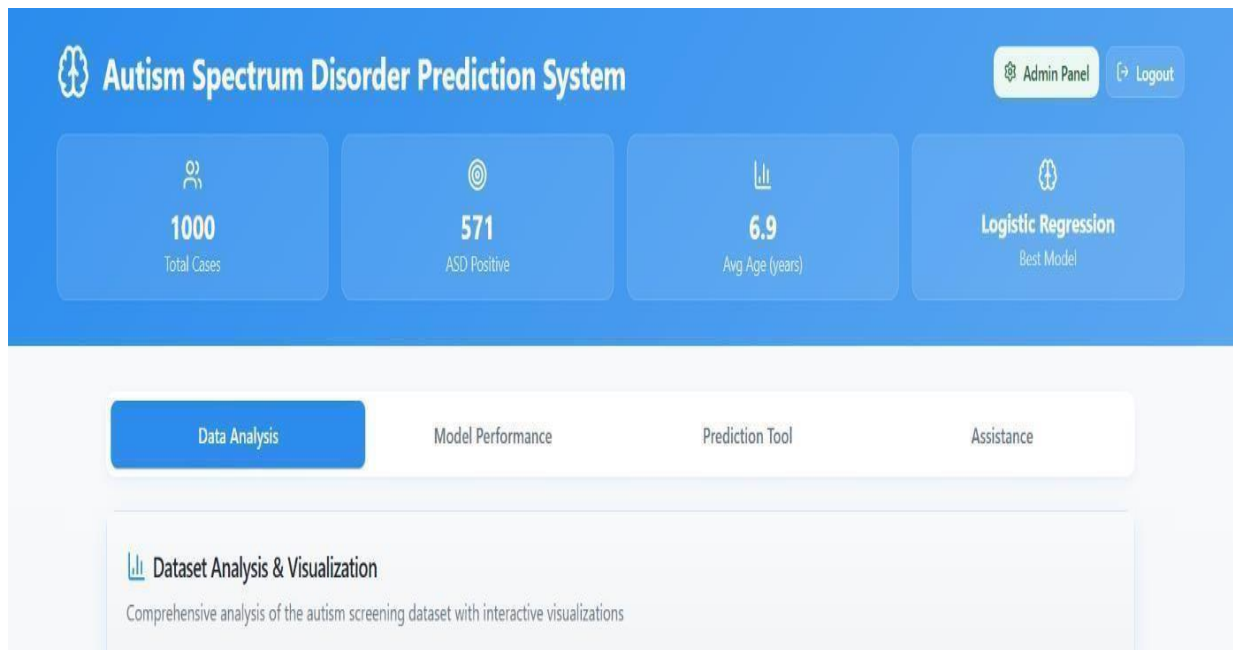 Autism Spectrum Disorder Prediction System
Admin Panel
Logout
1000
Total Cases
571
ASD Positive
6.9
Avg Age (years)
Logistic Regression
Best Model
Data Analysis
Model Performance
Prediction Tool
Assistance
Dataset Analysis & Visualization
Comprehensive analysis of the autism screening dataset with interactive visualizations